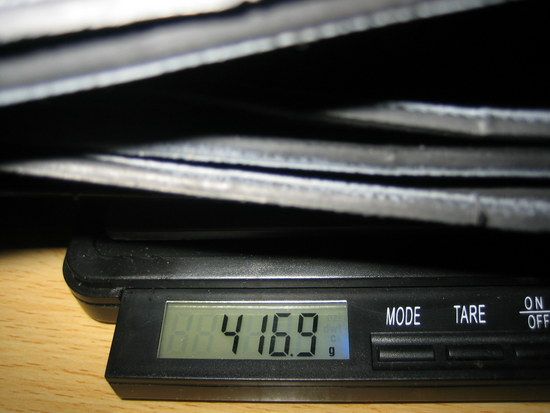 MODE TARE ON
OFF
416.9 g